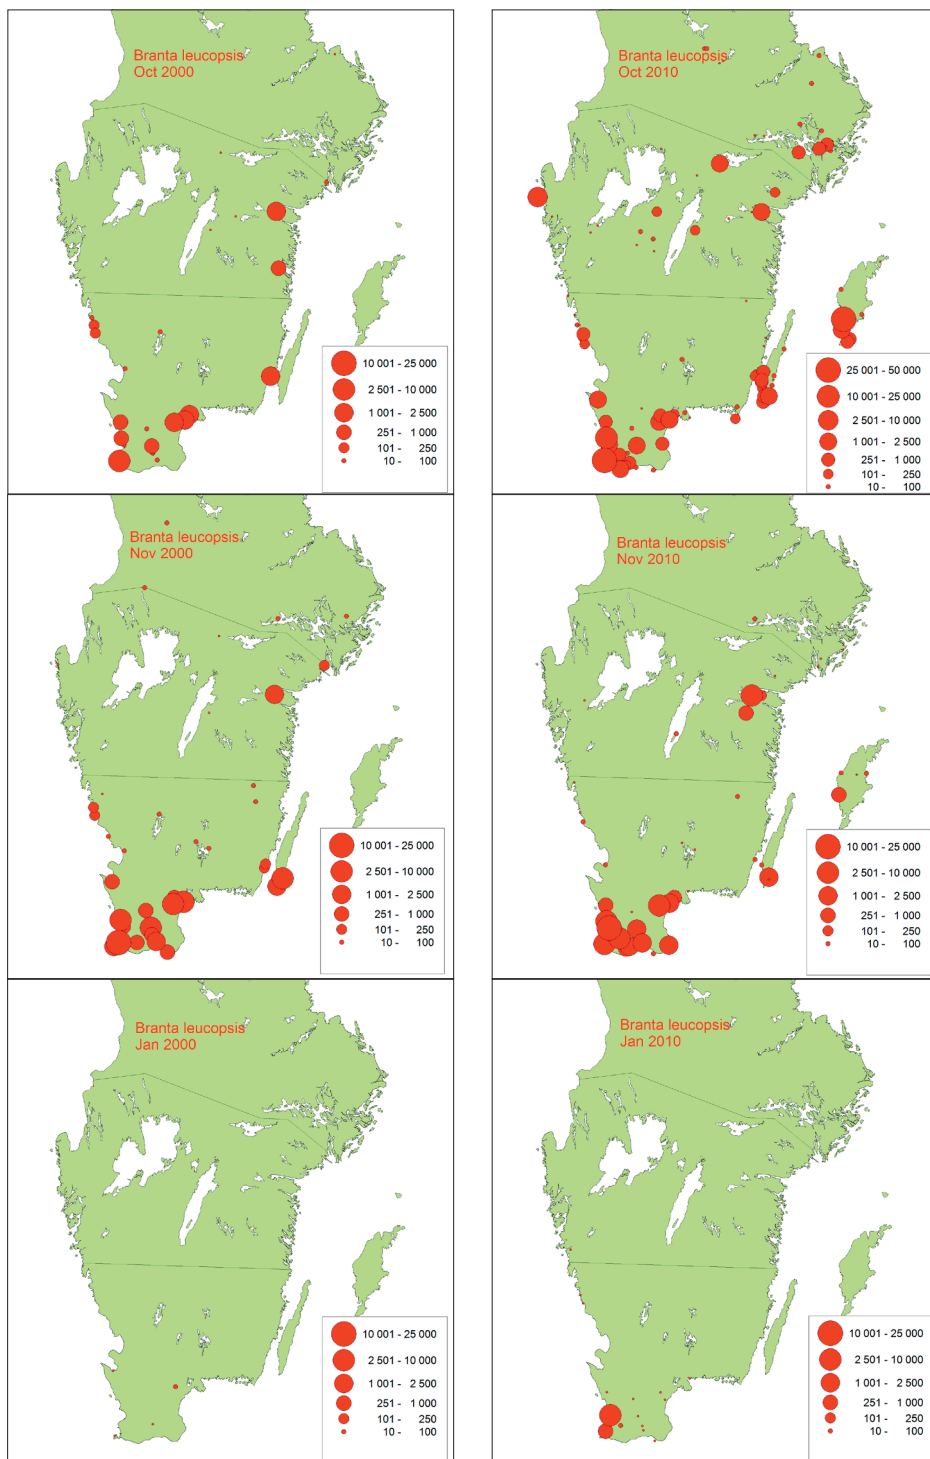 Branta leucopsis
Oct 2000
10 001 - 25 000
2 501 - 10 000
1 001 - 2 500
251 - 1 000
101 - 250
10 - 100
Branta leucopsis
Oct 2010
25 001 - 50 000
10 001 - 25 000
2 501 - 10 000
1 001 - 2 500
251 - 1 000
101 - 250
10 - 100
Branta leucopsis
Nov 2000
10 001 - 25 000
2 501 - 10 000
1 001 - 2 500
251 - 1 000
101 - 250
10 - 100
Branta leucopsis
Nov 2010
10 001 - 25 000
2 501 - 10 000
1 001 - 2 500
251 - 1 000
101 - 250
10 - 100
Branta leucopsis
Jan 2000
10 001 - 25 000
2 501 - 10 000
1 001 - 2 500
251 - 1 000
101 - 250
10 - 100
Branta leucopsis
Jan 2010
10 001 - 25 000
2 501 - 10 000
1 001 - 2 500
251 - 1 000
101 - 250
10 - 100